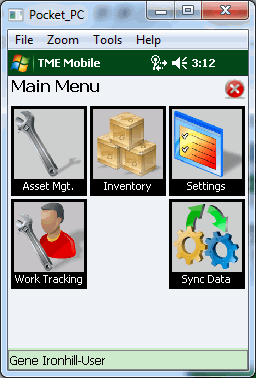 Pocket_PC
File Zoom Tools Help
TME Mobile 3:12
Main Menu
Asset Mgt. Inventory Settings
Work Tracking Sync Data
Gene Ironhill-User